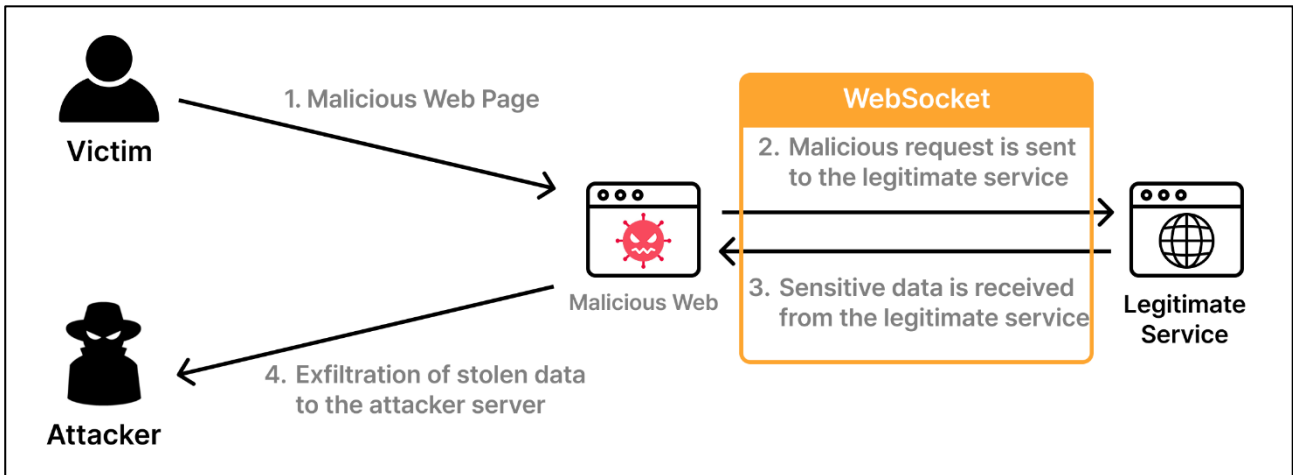 Victim
1. Malicious Web Page
WebSocket
2. Malicious request is sent
to the legitimate service
Malicious Web
3. Sensitive data is received
from the legitimate service
Legitimate
Service
4. Exfiltration of stolen data
to the attacker server
Attacker